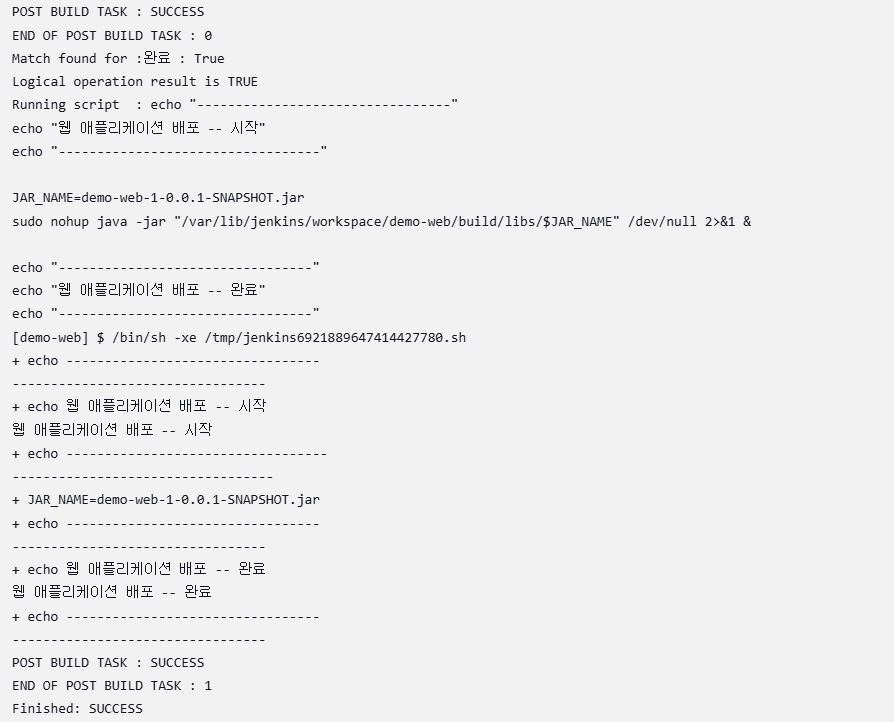 POST BUILD TASK : SUCCESS
END OF POST BUILD TASK : 0
Match found for :완료 : True
Logical operation result is TRUE
Running script  : echo "---------------------------------"
echo "웹 애플리케이션 배포 -- 시작"
echo "----------------------------------"

JAR_NAME=demo-web-1-0.0.1-SNAPSHOT.jar
sudo nohup java -jar "/var/lib/jenkins/workspace/demo-web/build/libs/$JAR_NAME" /dev/null 2>&1 &

echo "---------------------------------"
echo "웹 애플리케이션 배포 -- 완료"
echo "---------------------------------"
[demo-web] $ /bin/sh -xe /tmp/jenkins6921889647414427780.sh
+ echo ---------------------------------
---------------------------------
+ echo 웹 애플리케이션 배포 -- 시작
웹 애플리케이션 배포 -- 시작
+ echo ----------------------------------
----------------------------------
+ JAR_NAME=demo-web-1-0.0.1-SNAPSHOT.jar
+ echo ---------------------------------
---------------------------------
+ echo 웹 애플리케이션 배포 -- 완료
웹 애플리케이션 배포 -- 완료
+ echo ---------------------------------
---------------------------------
POST BUILD TASK : SUCCESS
END OF POST BUILD TASK : 1
Finished: SUCCESS